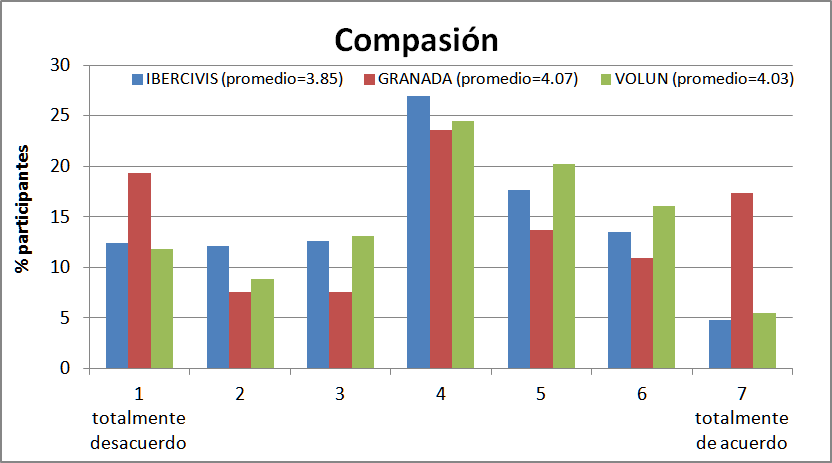 Compasión
IBERCIVIS (promedio=3.85) GRANADA (promedio=4.07) VOLUN (promedio=4.03)
% participantes
30
25
20
15
10
5
0
1 2 3 4 5 6 7
totalmente desacuerdo
totalmente de acuerdo